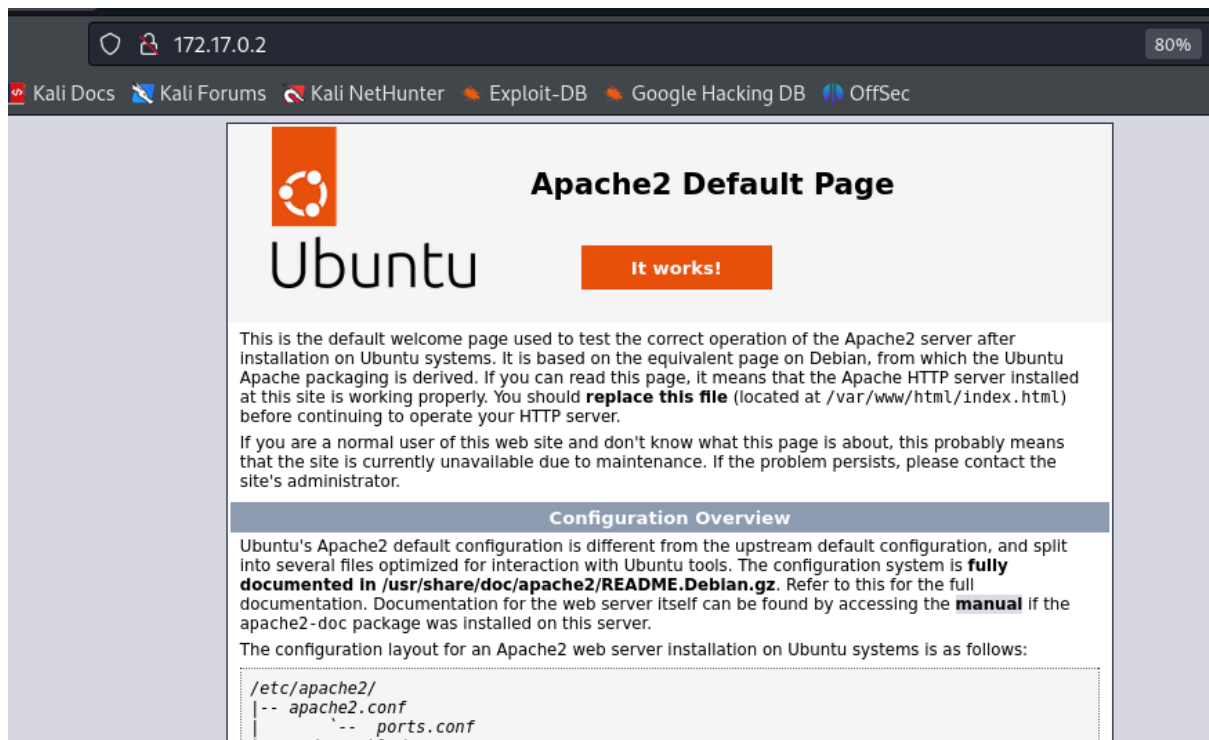 172.17.0.2
80%
Kali Docs Kali Forums Kali NetHunter Exploit-DB Google Hacking DB OffSec
Apache2 Default Page
Ubuntu
It works!
This is the default welcome page used to test the correct operation of the Apache2 server after
installation on Ubuntu systems. It is based on the equivalent page on Debian, from which the Ubuntu
Apache packaging is derived. If you can read this page, it means that the Apache HTTP server installed
at this site is working properly. You should replace this file (located at /var/www/html/index.html)
before continuing to operate your HTTP server.
If you are a normal user of this web site and don't know what this page is about, this probably means
that the site is currently unavailable due to maintenance. If the problem persists, please contact the
site's administrator.
Configuration Overview
Ubuntu's Apache2 default configuration is different from the upstream default configuration, and split
into several files optimized for interaction with Ubuntu tools. The configuration system is fully
documented in /usr/share/doc/apache2/README.Debian.gz. Refer to this for the full
documentation. Documentation for the web server itself can be found by accessing the manual if the
apache2-doc package was installed on this server.
The configuration layout for an Apache2 web server installation on Ubuntu systems is as follows:
/etc/apache2/
|-- apache2.conf
|       `--  ports.conf